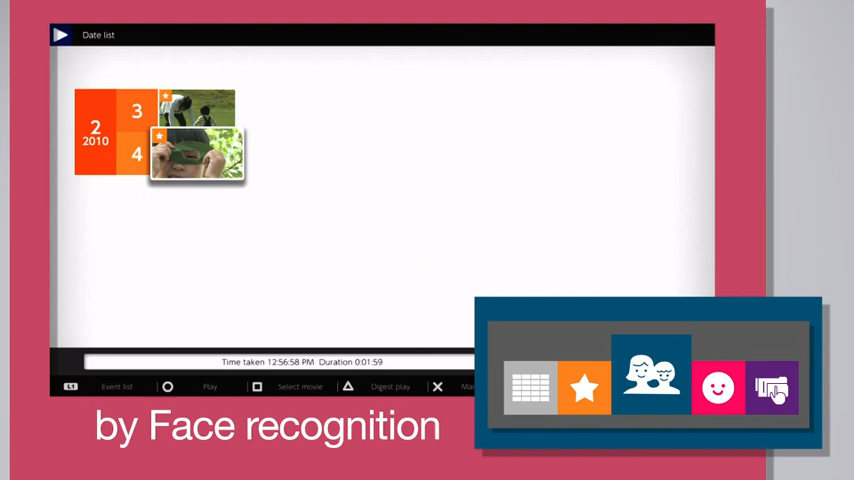 Date list
3
2
2010
4
Time taken 12:56:58 PM Duration 0:01:59
L1 Event list Play Select movie Digest play
by Face recognition